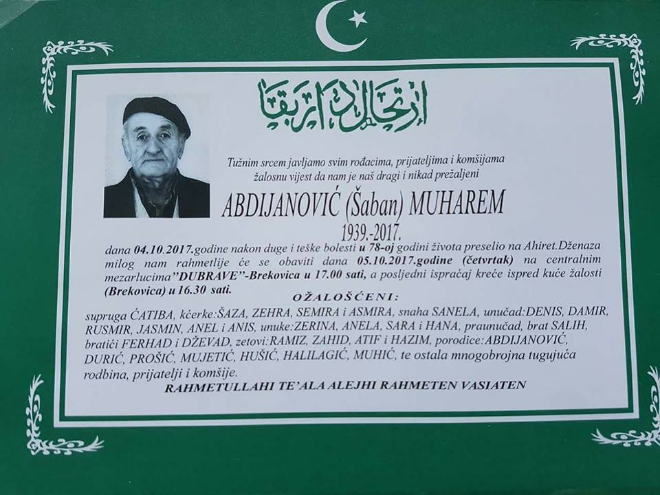 ارتحال دار بقا
Tužnim srcem javljamo svim rođacima, prijateljima i komšijama
žalosnu vijest da nam je naš dragi i nikad prežaljeni
ABDIJANOVIĆ (Šaban) MUHAREM
1939.-2017.
dana 04.10.2017.godine nakon duge i teške bolesti u 78-oj godini života preselio na Ahiret.Dženaza
milog nam rahmetlije će se obaviti dana 05.10.2017.godine (četvrtak) na centralnim
mezarlucima"DUBRAVE"-Brekovica u 17.00 sati, a posljedni ispraćaj kreće ispred kuće žalosti
(Brekovica) u 16.30 sati.
OŽALOŠĆENI:
supruga ĆATIBA, kćerke:ŠAZA, ZEHRA, SEMIRA i ASMIRA, snaha SANELA, unučad:DENIS, DAMIR,
RUSMIR, JASMIN, ANEL i ANIS, unuke:ZERINA, ANELA, SARA i HANA, praunučad, brat SALIH,
bratići FERHAD i DŽEVAD, zetovi:RAMIZ, ZAHID, ATIF i HAZIM, porodice:ABDIJANOVIĆ,
DURIĆ, PROŠIĆ, MUJETIĆ, HUŠIĆ, HALILAGIĆ, MUHIĆ, te ostala mnogobrojna tugujuća
rodbina, prijatelji i komšije.
RAHMETULLAHI TE'ALA ALEJHI RAHMETEN VASIATEN